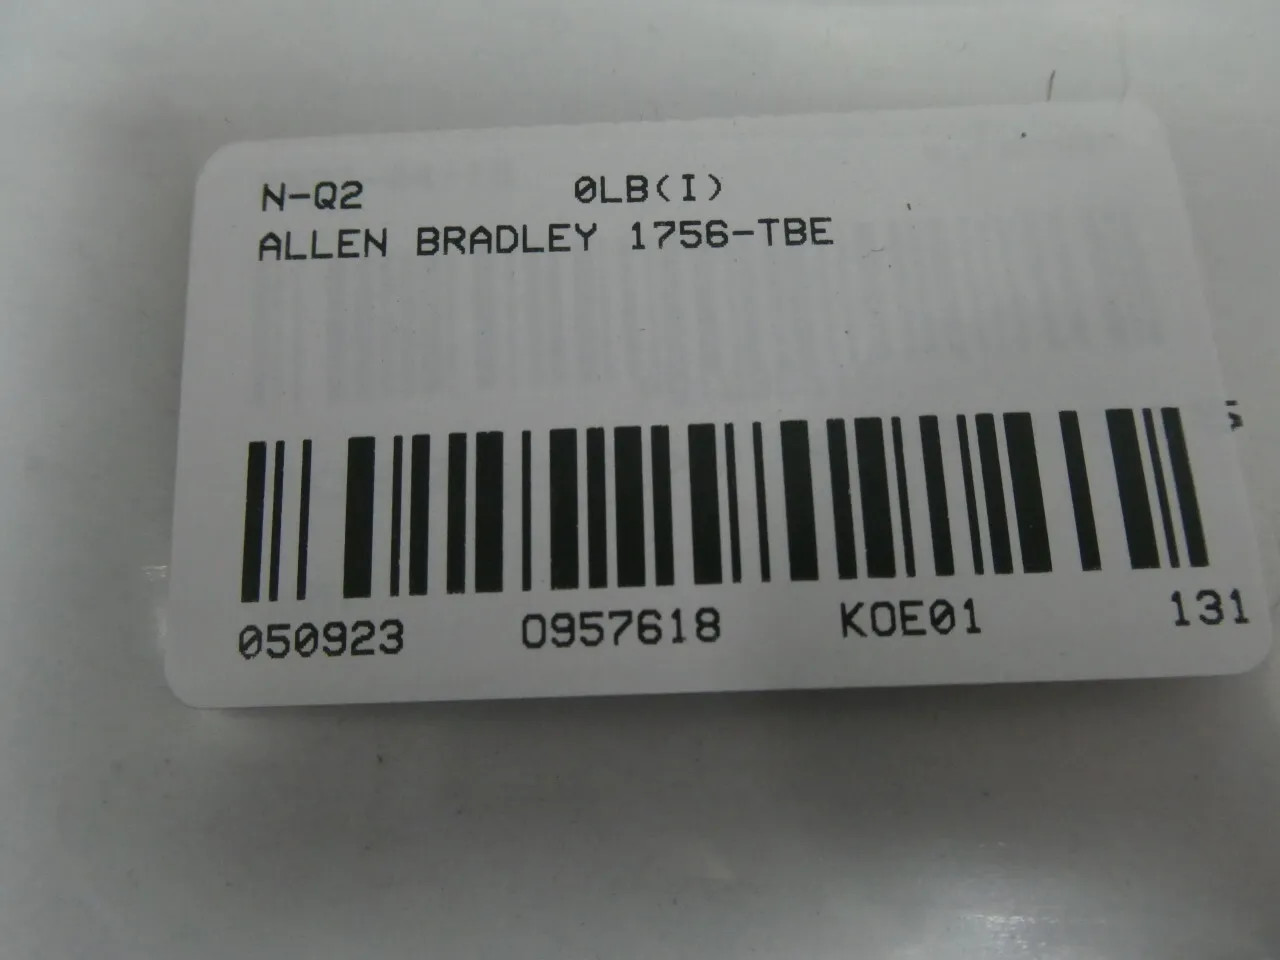 N-Q2 0LB(I)
ALLEN BRADLEY 1756-TBE
050923 0957618 KOE01 131